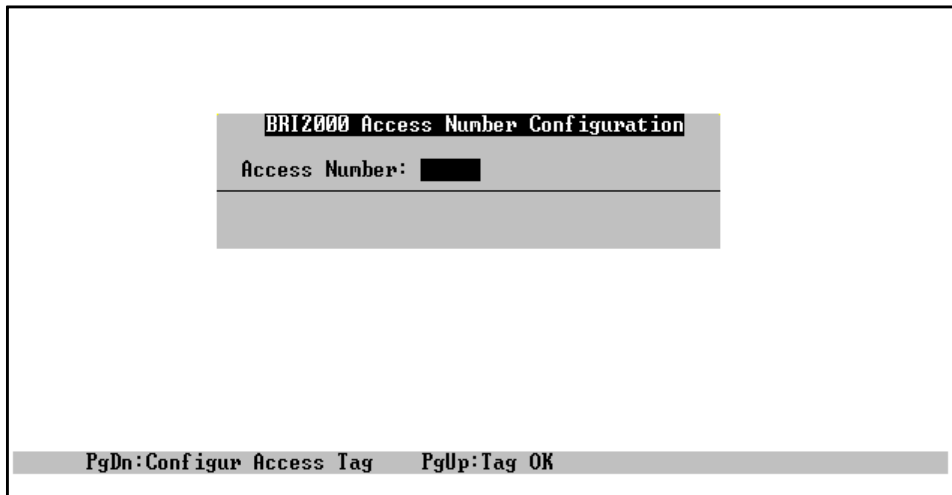 BRI2000 Access Number Configuration
Access Number:
PgDn:Configur Access Tag PgUp:Tag OK